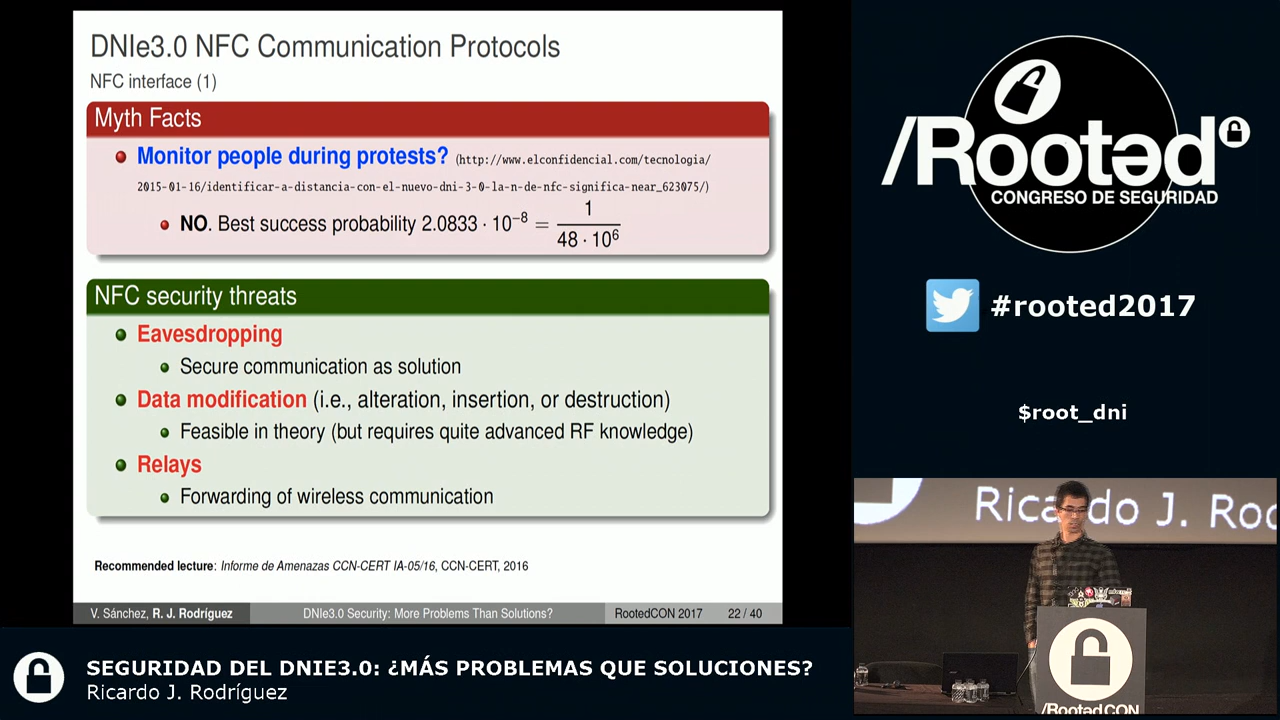 DNIe3.0 NFC Communication Protocols
NFC interface (1)
Myth Facts
Monitor people during protests? (http://www.elconfidencial.com/tecnologia/
2015-01-16/identificar-a-distancia-con-el-nuevo-dni-3-0-la-n-de-nfc-significa-near_623075/)
NO. Best success probability 2.0833 · 10⁻⁸ = 1 / 48 · 10⁶
NFC security threats
Eavesdropping
Secure communication as solution
Data modification (i.e., alteration, insertion, or destruction)
Feasible in theory (but requires quite advanced RF knowledge)
Relays
Forwarding of wireless communication
Recommended lecture: Informe de Amenazas CCN-CERT IA-05/16, CCN-CERT, 2016
V. Sánchez, R. J. Rodríguez DNIe3.0 Security: More Problems Than Solutions? RootedCON 2017 22 / 40
/Rooted
CONGRESO DE SEGURIDAD
#rooted2017
$root_dni
Ricardo J. Rod
/RootedCON
SEGURIDAD DEL DNIE3.0: ¿MÁS PROBLEMAS QUE SOLUCIONES?
Ricardo J. Rodríguez